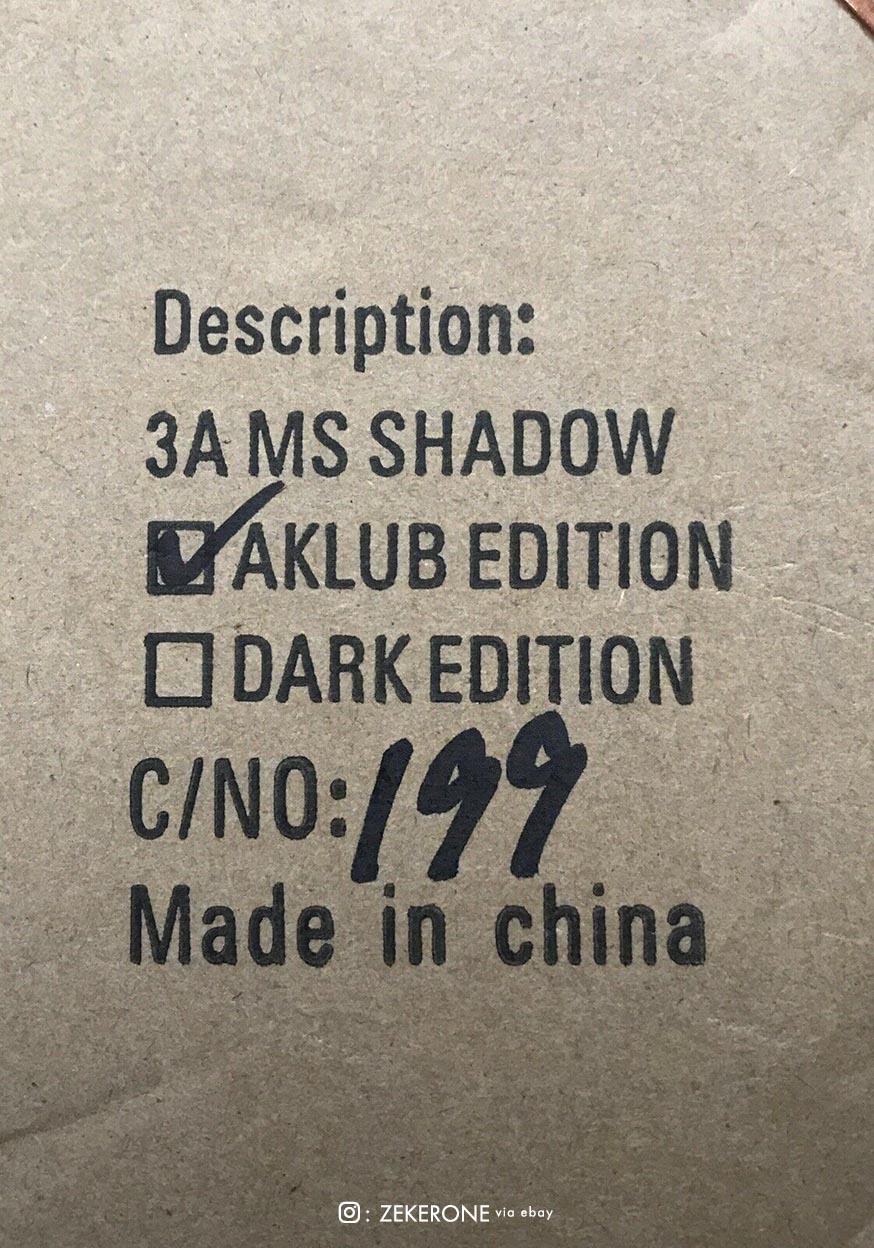 Description:
3A MS SHADOW
☑ AKLUB EDITION
☐ DARK EDITION
C/NO: 199
Made in china
: ZEKERONE via ebay